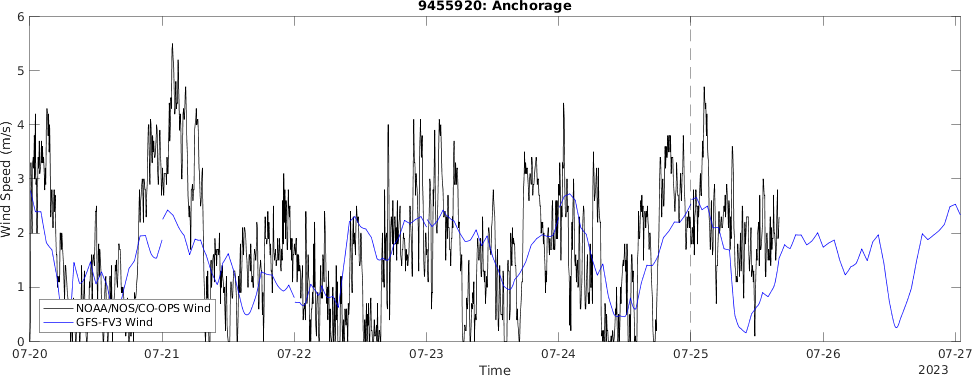 9455920: Anchorage
Wind Speed (m/s)
6
5
4
3
2
1
0
NOAA/NOS/CO-OPS Wind
GFS-FV3 Wind
07-20 07-21 07-22 07-23 07-24 07-25 07-26 07-27
Time
2023